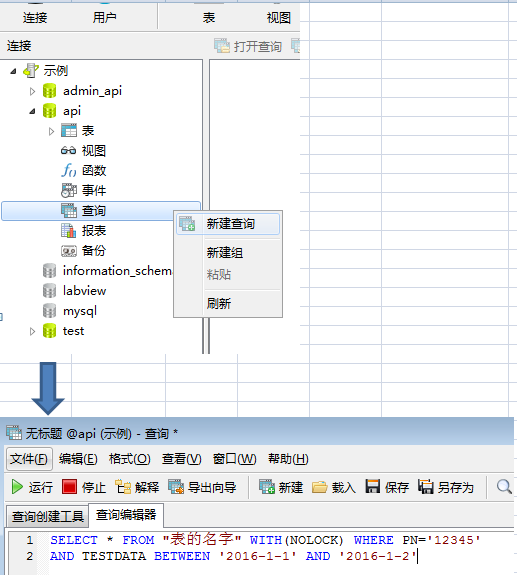 连接 用户 表 视图
连接 打开查询
示例
admin_api
api
表
视图
f() 函数
事件
查询
新建查询
报表
新建组
备份
粘贴
information_schema
labview
刷新
mysql
test
无标题 @api (示例) - 查询 *
文件(F) 编辑(E) 格式(O) 查看(V) 窗口(W) 帮助(H)
运行 停止 解释 导出向导 新建 载入 保存 另存为
查询创建工具 查询编辑器
1 SELECT * FROM "表的名字" WITH(NOLOCK) WHERE PN='12345'
2 AND TESTDATA BETWEEN '2016-1-1' AND '2016-1-2'